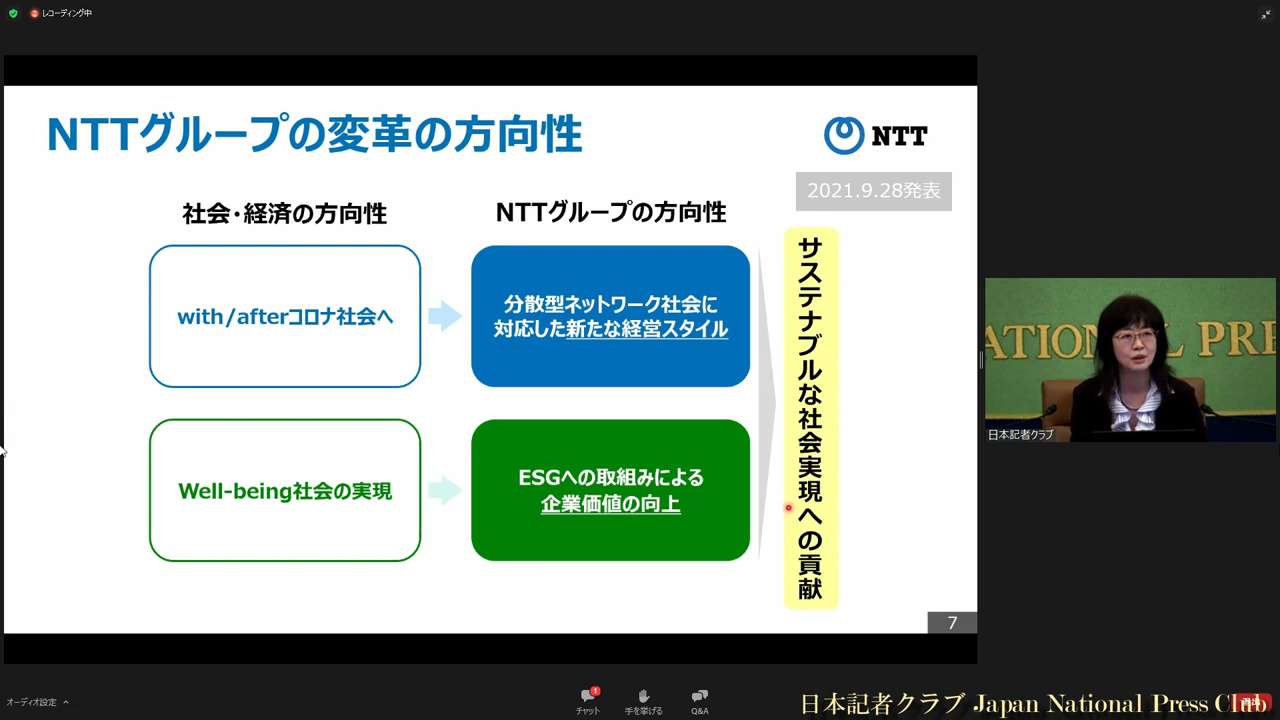 レコーディング中
NTTグループの変革の方向性
NTT
2021.9.28発表
社会・経済の方向性
NTTグループの方向性
with/afterコロナ社会へ
分散型ネットワーク社会に
対応した新たな経営スタイル
Well-being社会の実現
ESGへの取組みによる
企業価値の向上
サステナブルな社会実現への貢献
7
日本記者クラブ
オーディオ設定
1
チャット
手を挙げる
Q&A
日本記者クラブ Japan National Press Club